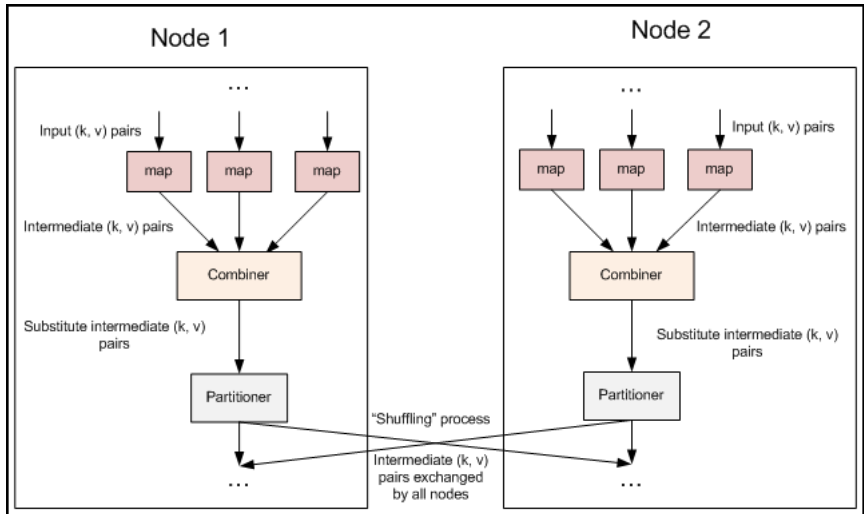 Node 1
Node 2
...
...
Input (k, v) pairs
Input (k, v) pairs
map
map
map
map
map
map
Intermediate (k, v) pairs
Intermediate (k, v) pairs
Combiner
Combiner
Substitute intermediate (k, v)
pairs
Substitute intermediate (k, v)
pairs
Partitioner
Partitioner
“Shuffling” process
Intermediate (k, v)
pairs exchanged
by all nodes
...
...